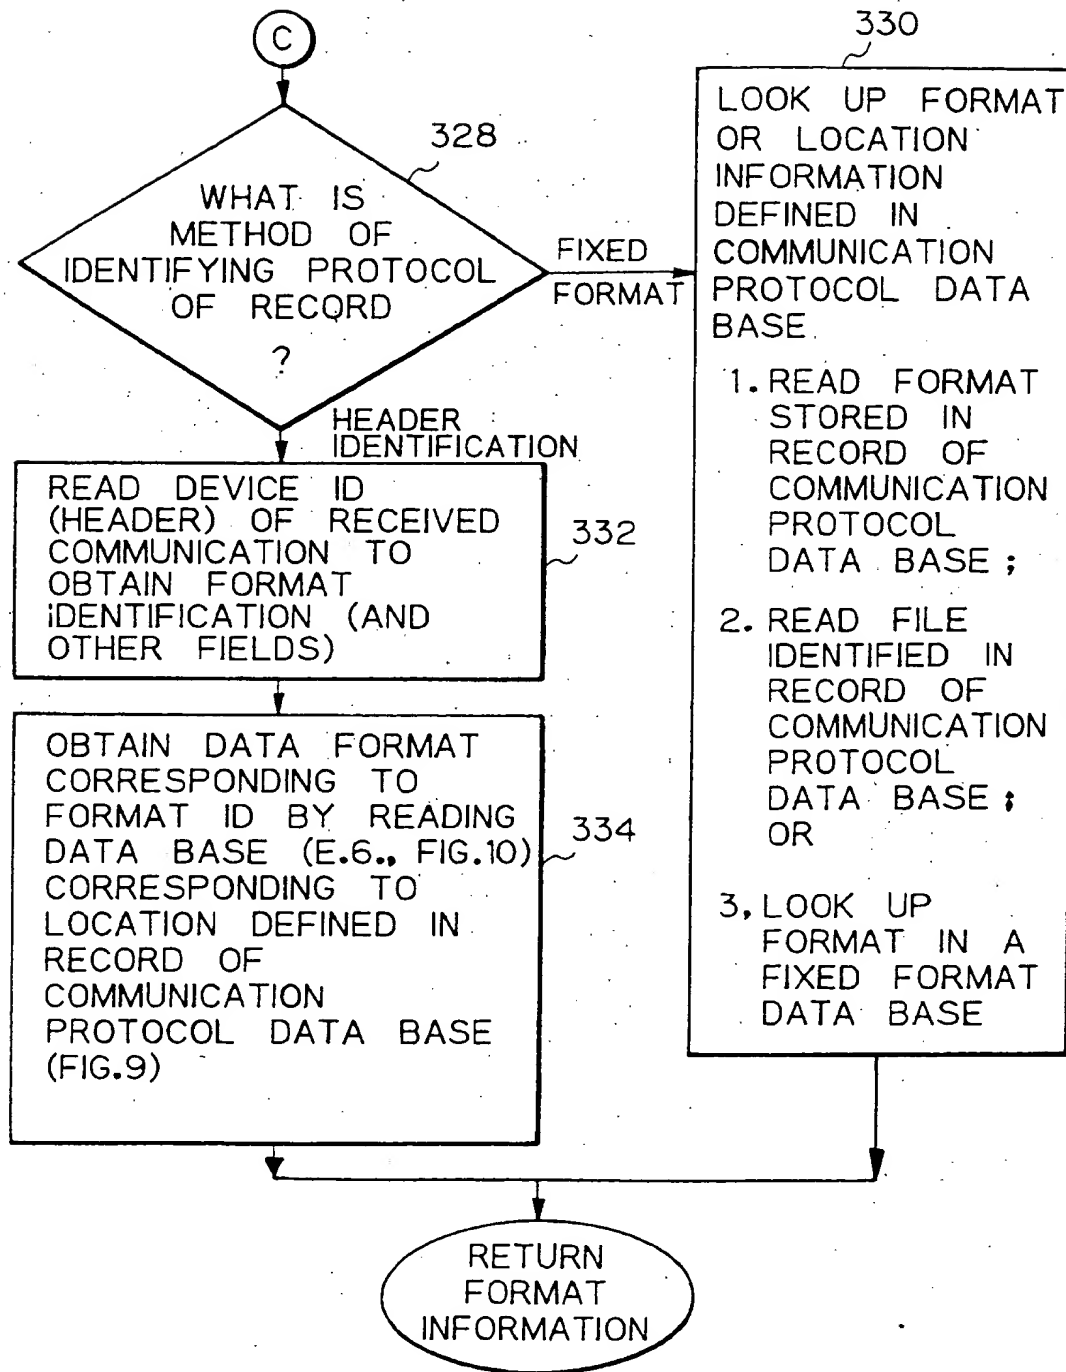 C
328
WHAT IS
METHOD OF
IDENTIFYING PROTOCOL
OF RECORD
?
FIXED
FORMAT
HEADER
IDENTIFICATION
330
LOOK UP FORMAT
OR LOCATION
INFORMATION
DEFINED IN
COMMUNICATION
PROTOCOL DATA
BASE
1. READ FORMAT
STORED IN
RECORD OF
COMMUNICATION
PROTOCOL
DATA BASE;
2. READ FILE
IDENTIFIED IN
RECORD OF
COMMUNICATION
PROTOCOL
DATA BASE;
OR
3, LOOK UP
FORMAT IN A
FIXED FORMAT
DATA BASE
READ DEVICE ID
(HEADER) OF RECEIVED
COMMUNICATION TO
OBTAIN FORMAT
IDENTIFICATION (AND
OTHER FIELDS)
332
OBTAIN DATA FORMAT
CORRESPONDING TO
FORMAT ID BY READING
DATA BASE (E.6., FIG.10)
CORRESPONDING TO
LOCATION DEFINED IN
RECORD OF
COMMUNICATION
PROTOCOL DATA BASE
(FIG.9)
334
RETURN
FORMAT
INFORMATION